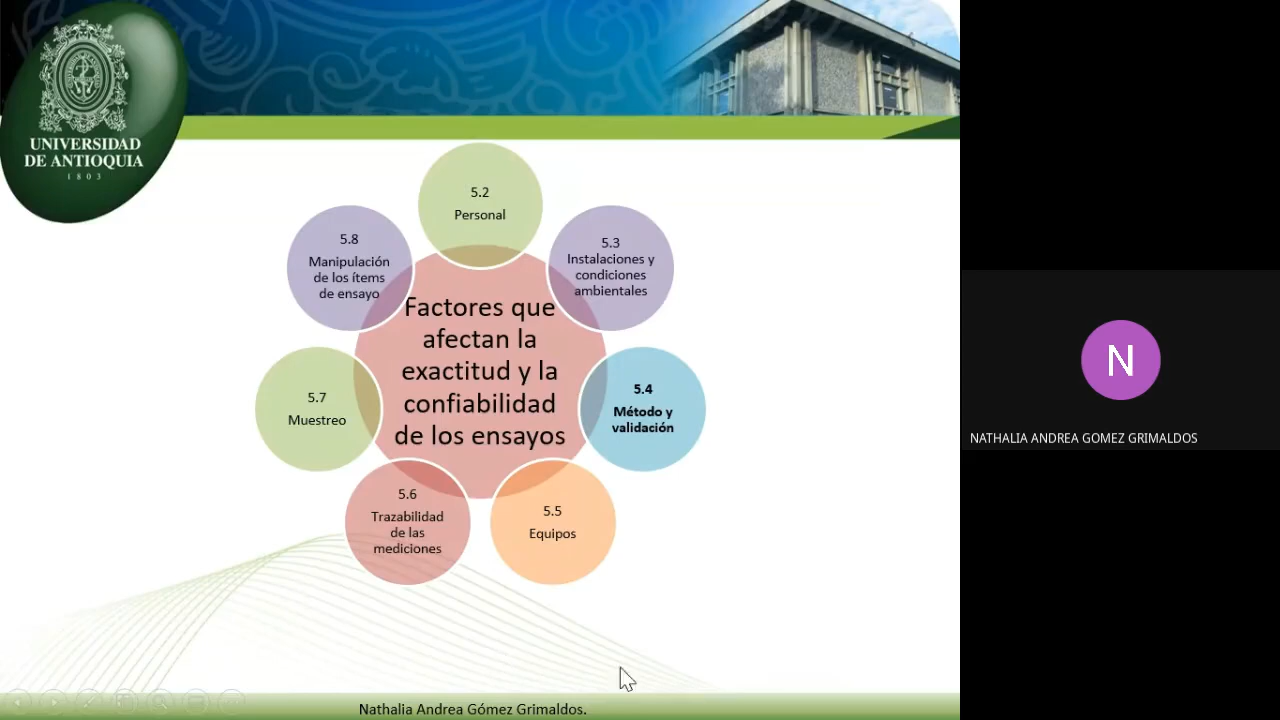 UNIVERSIDAD
DE ANTIOQUIA
1803
5.2
Personal
5.3
Instalaciones y
condiciones
ambientales
5.4
Método y
validación
5.5
Equipos
5.6
Trazabilidad
de las
mediciones
5.7
Muestreo
5.8
Manipulación
de los ítems
de ensayo
Factores que
afectan la
exactitud y la
confiabilidad
de los ensayos
Nathalia Andrea Gómez Grimaldos.
N
NATHALIA ANDREA GOMEZ GRIMALDOS